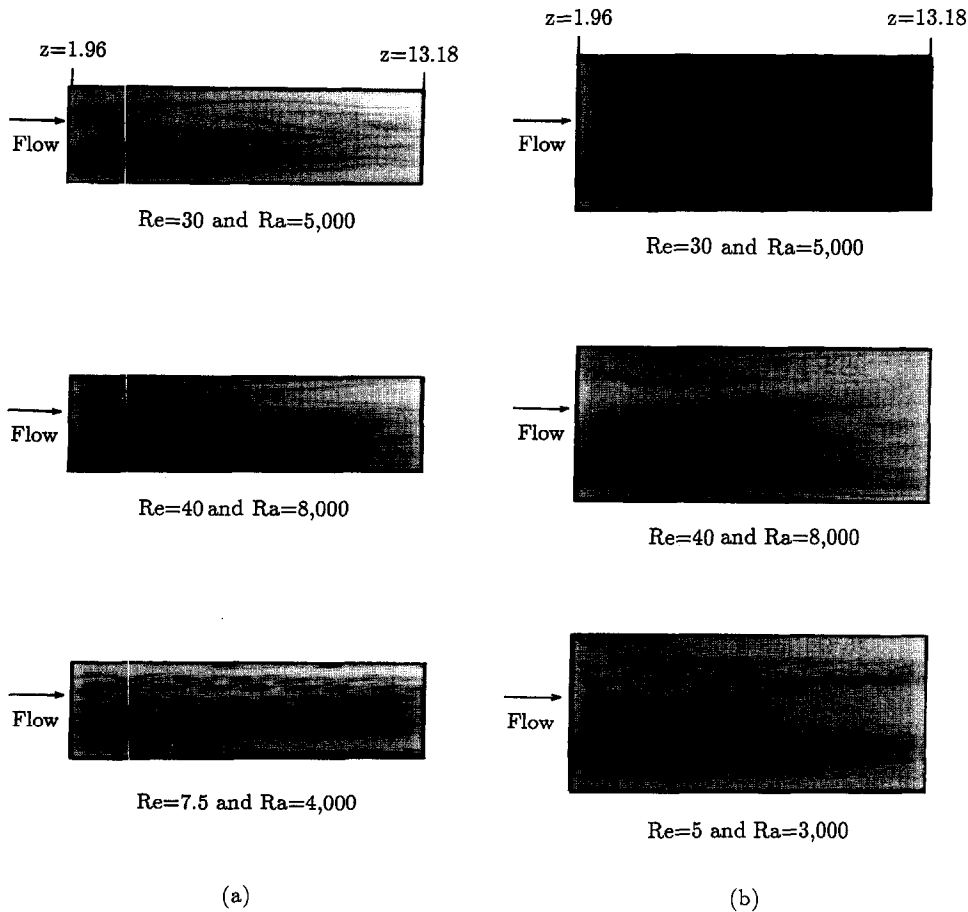 z=1.96
z=13.18
Flow
Re=30 and Ra=5,000
Flow
Re=40 and Ra=8,000
Flow
Re=7.5 and Ra=4,000
(a)
z=1.96
z=13.18
Flow
Re=30 and Ra=5,000
Flow
Re=40 and Ra=8,000
Flow
Re=5 and Ra=3,000
(b)